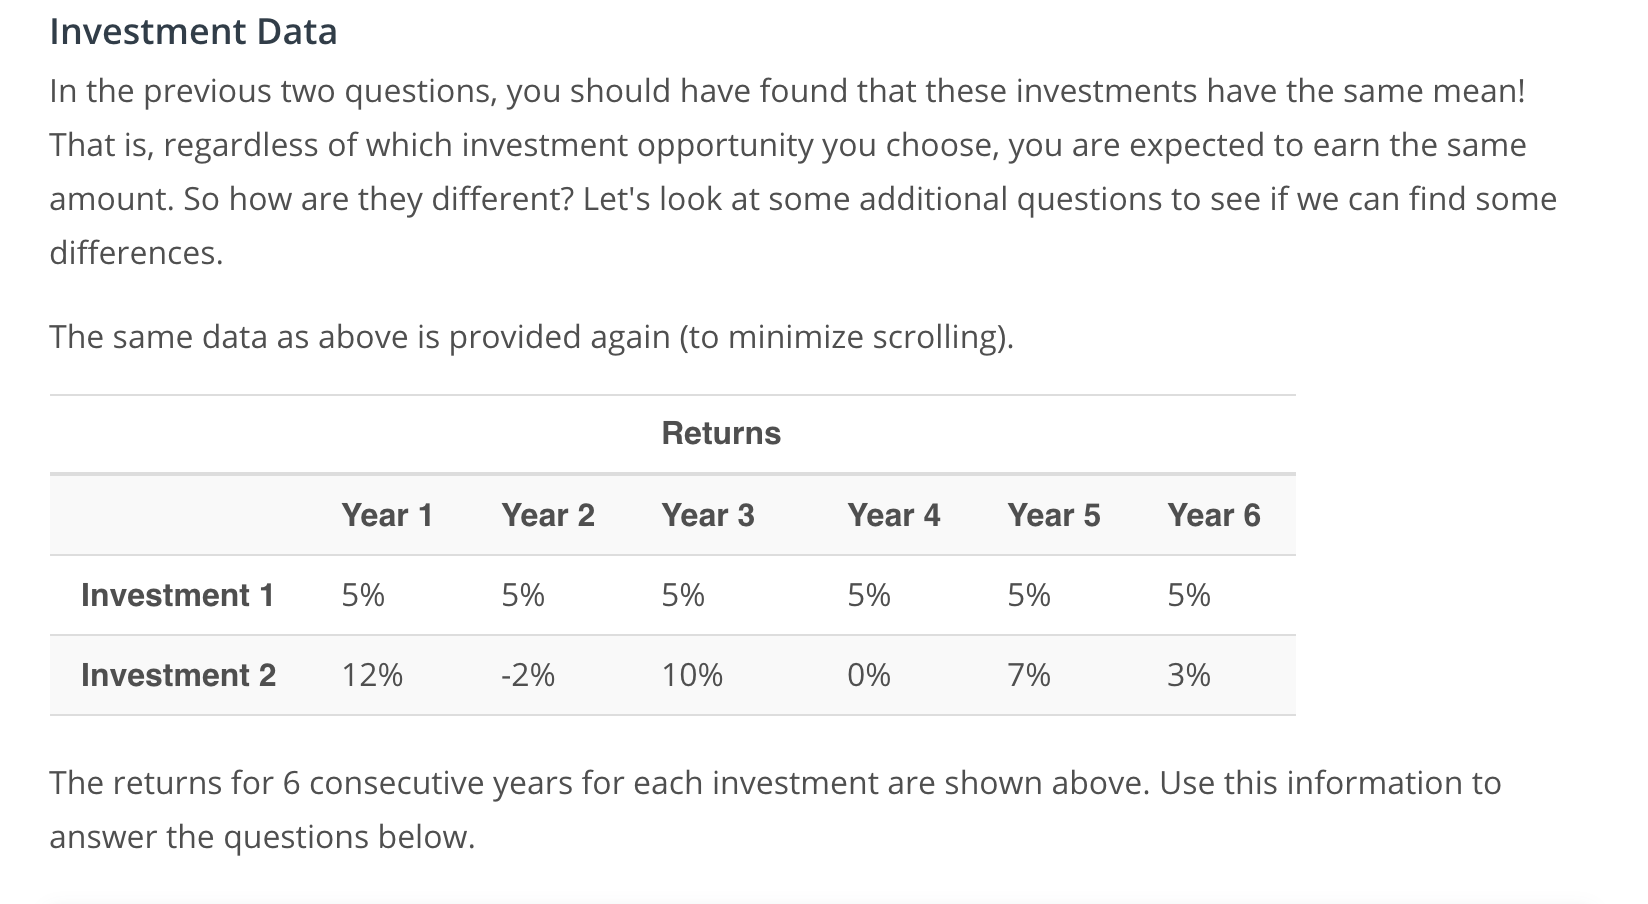 Investment Data
In the previous two questions, you should have found that these investments have the same mean!
That is, regardless of which investment opportunity you choose, you are expected to earn the same
amount. So how are they different? Let's look at some additional questions to see if we can find some
differences.
The same data as above is provided again (to minimize scrolling).
Returns
Year 1 Year 2 Year 3 Year 4 Year 5 Year 6
Investment 1 5% 5% 5% 5% 5% 5%
Investment 2 12% -2% 10% 0% 7% 3%
The returns for 6 consecutive years for each investment are shown above. Use this information to
answer the questions below.